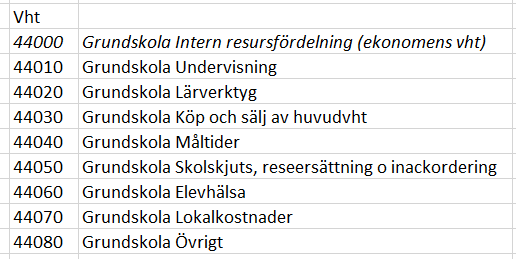 Vht
44000 Grundskola Intern resursfördelning (ekonomens vht)
44010 Grundskola Undervisning
44020 Grundskola Lärverktyg
44030 Grundskola Köp och sälj av huvudvht
44040 Grundskola Måltider
44050 Grundskola Skolskjuts, reseersättning o inackordering
44060 Grundskola Elevhälsa
44070 Grundskola Lokalkostnader
44080 Grundskola Övrigt